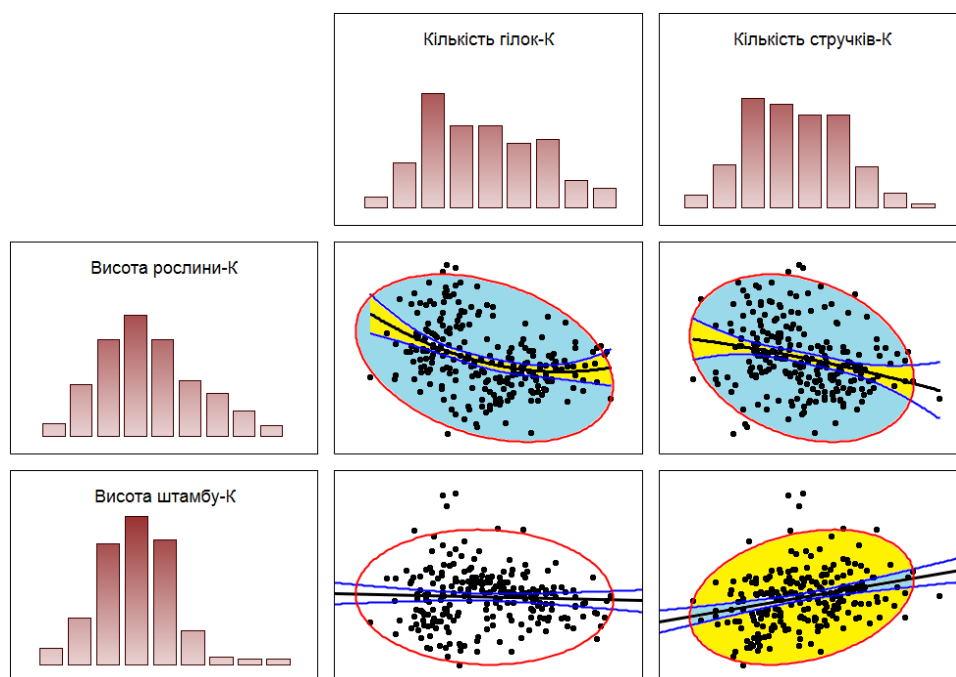 Кількість гілок-К
Кількість стручків-К
Висота рослини-К
Висота штамбу-К